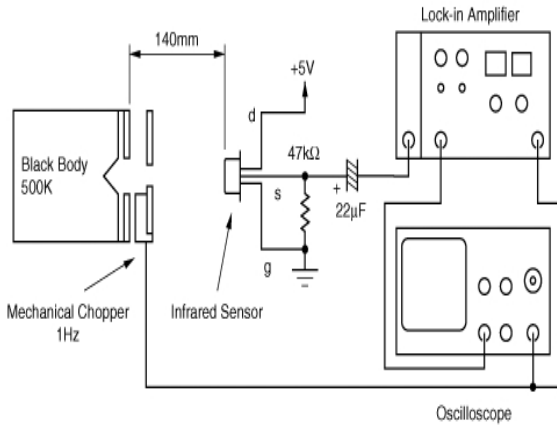 Lock-in Amplifier
140mm
+5V
d
Black Body
500K
47kΩ
s
+
22μF
g
Mechanical Chopper
1Hz
Infrared Sensor
Oscilloscope